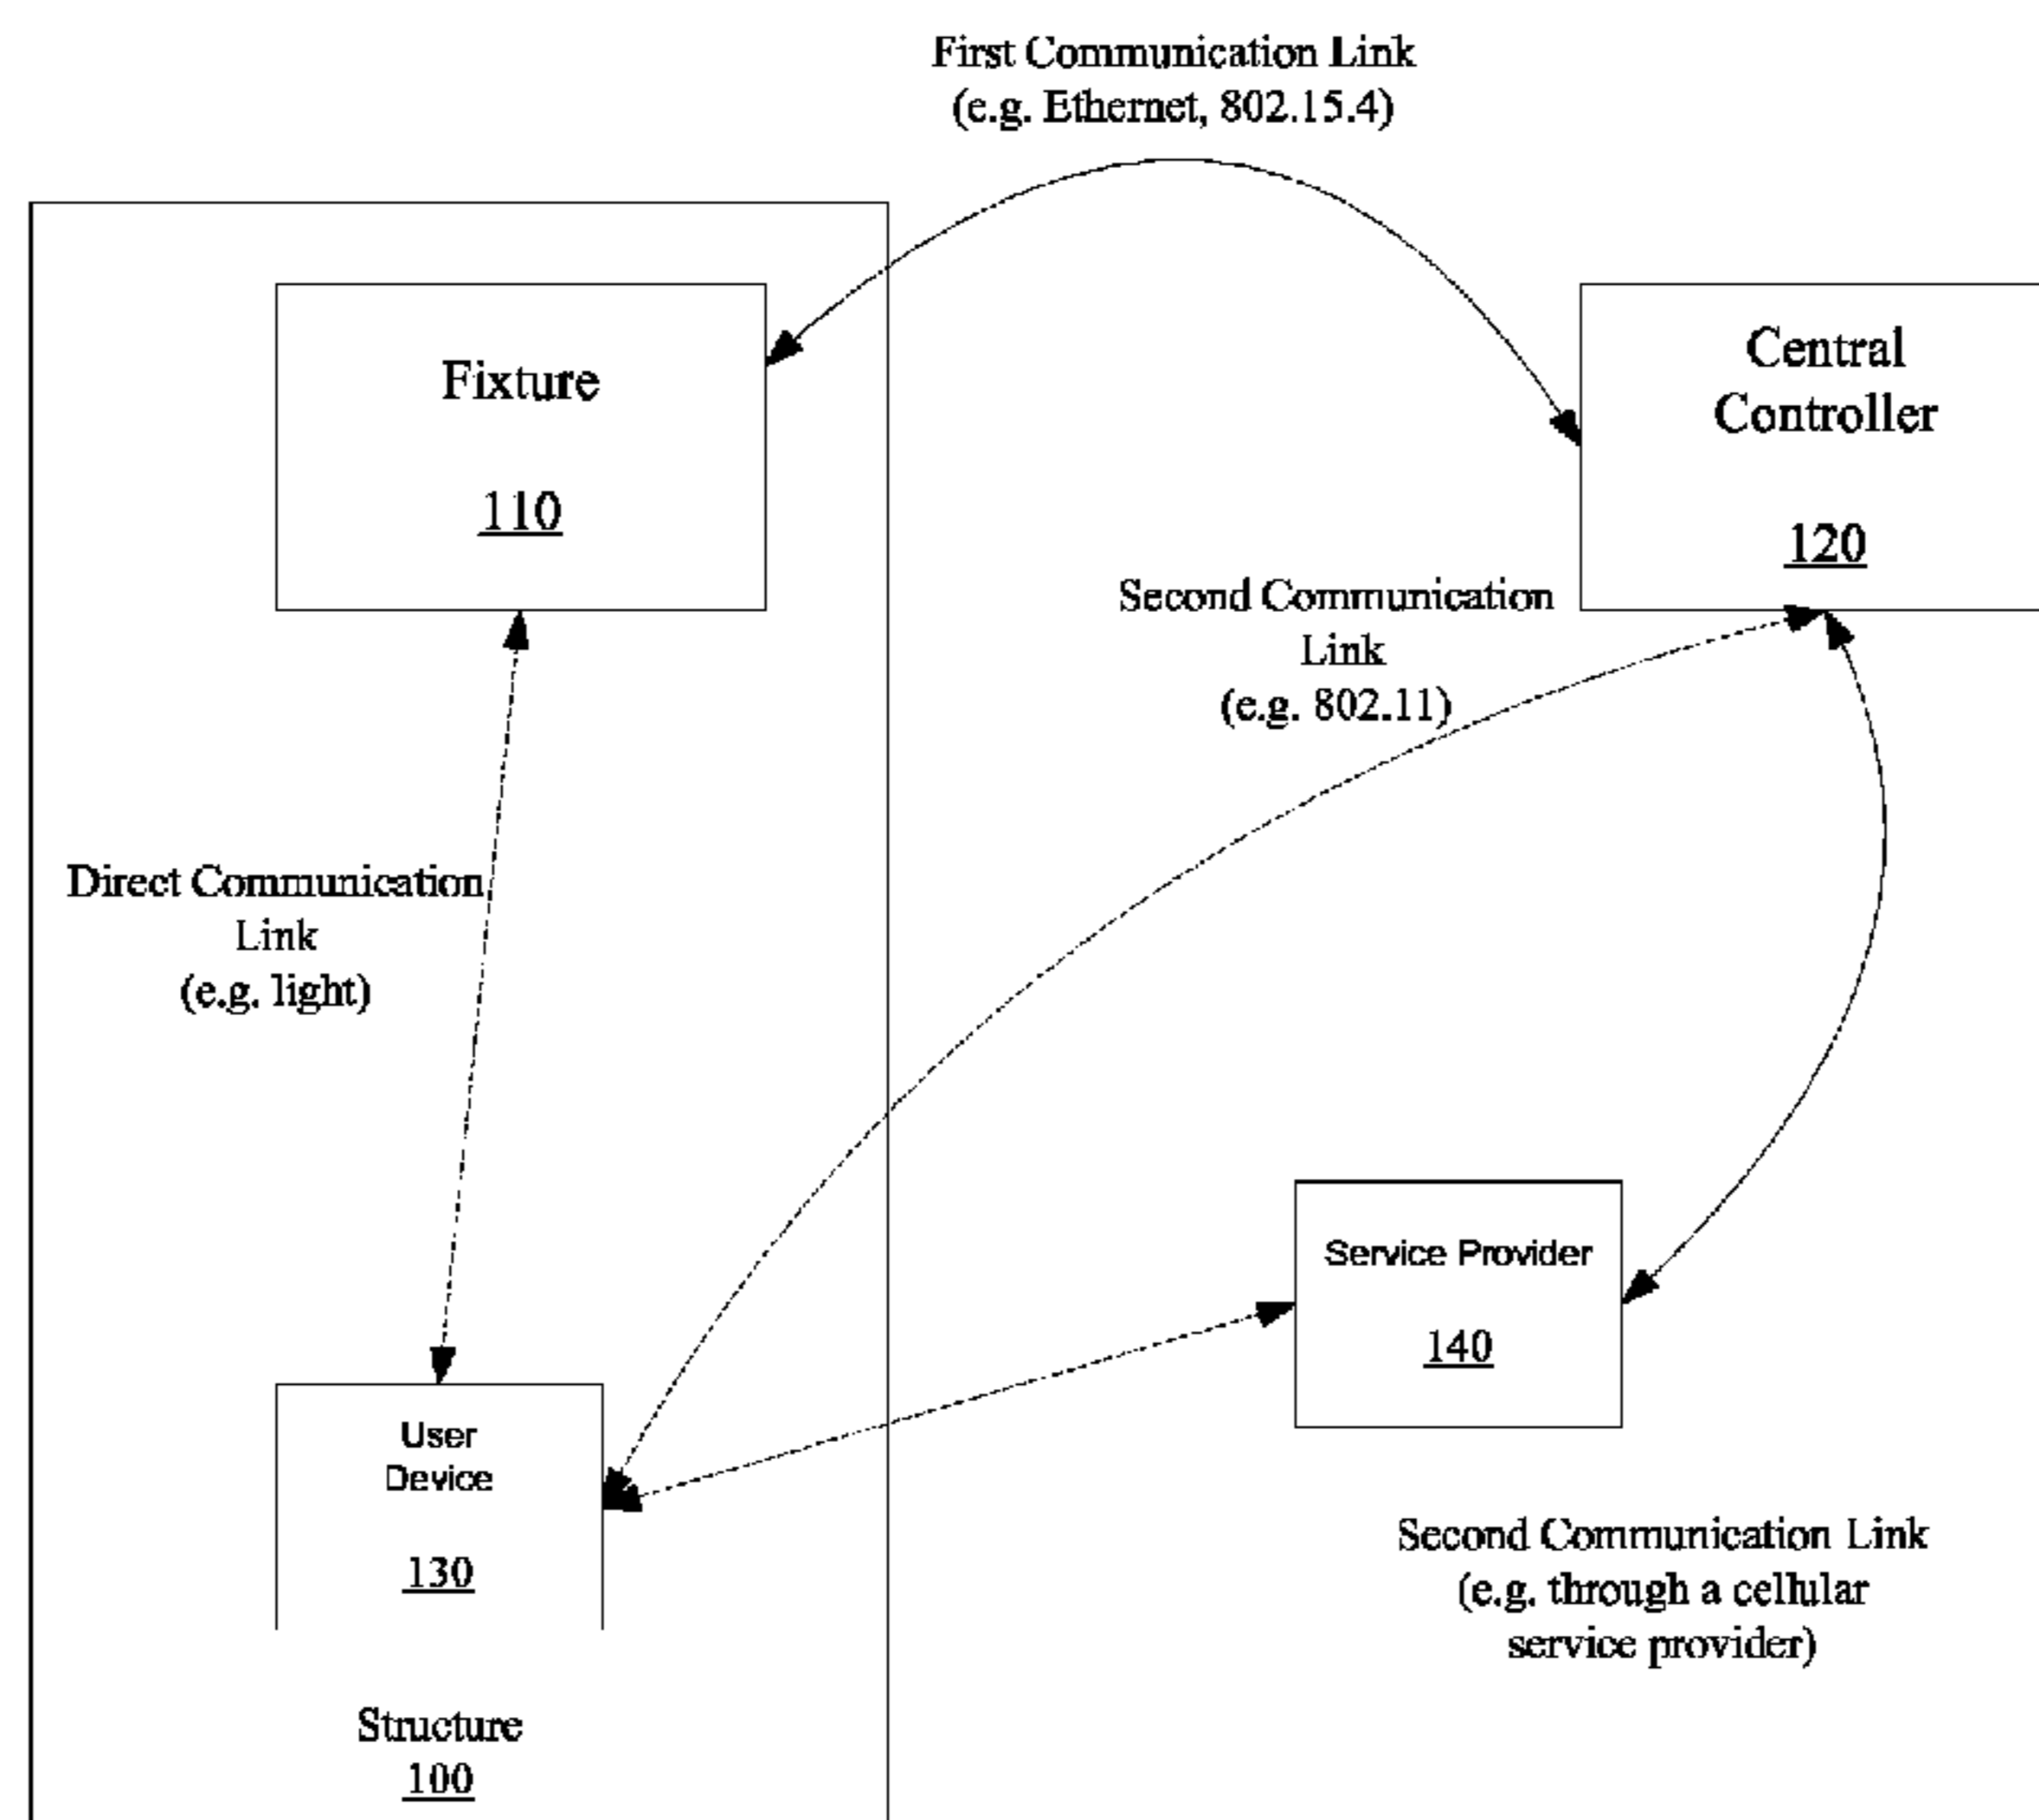 First Communication Link
(e.g. Ethernet, 802.15.4)
Fixture
110
Central
Controller
120
Second Communication
Link
(e.g. 802.11)
Direct Communication
Link
(e.g. light)
Service Provider
140
User
Device
130
Second Communication Link
(e.g. through a cellular
service provider)
Structure
100